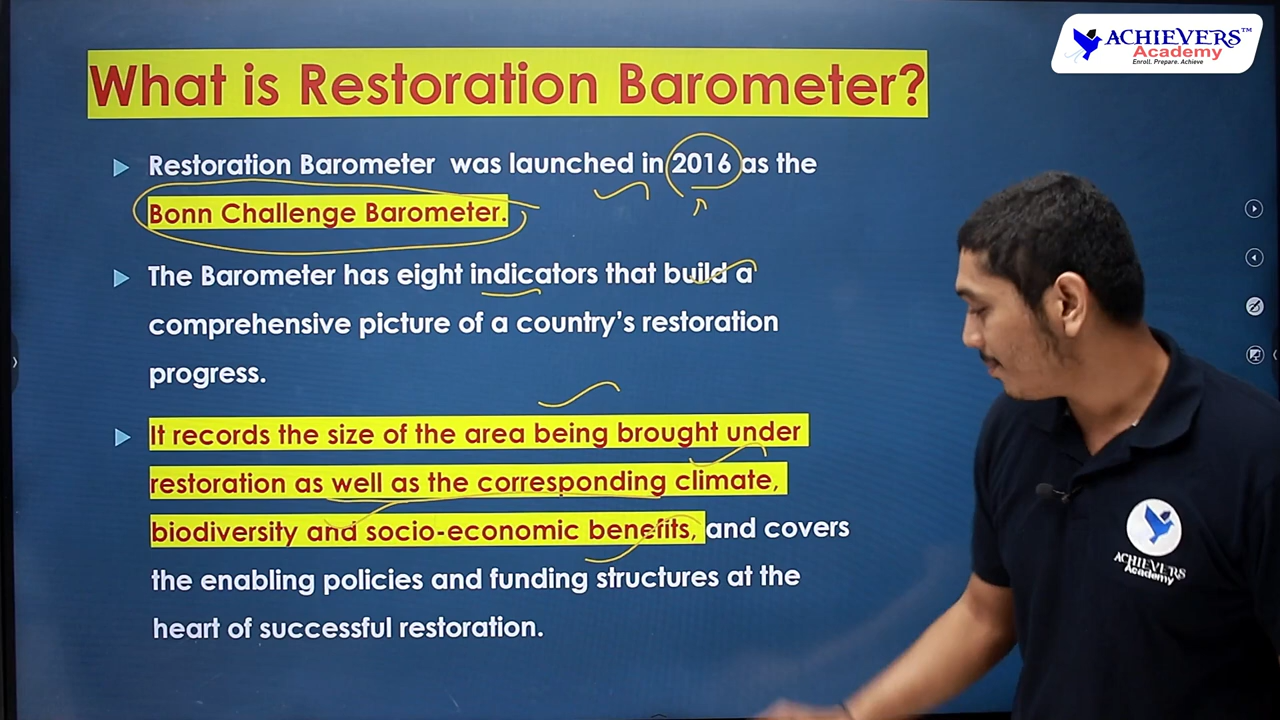 ACHIEVERS™
Academy
Enroll. Prepare. Achieve
What is Restoration Barometer?
Restoration Barometer was launched in 2016 as the
Bonn Challenge Barometer.
The Barometer has eight indicators that build a
comprehensive picture of a country's restoration
progress.
It records the size of the area being brought under
restoration as well as the corresponding climate,
biodiversity and socio-economic benefits, and covers
the enabling policies and funding structures at the
heart of successful restoration.
ACHIEVERS
Academy